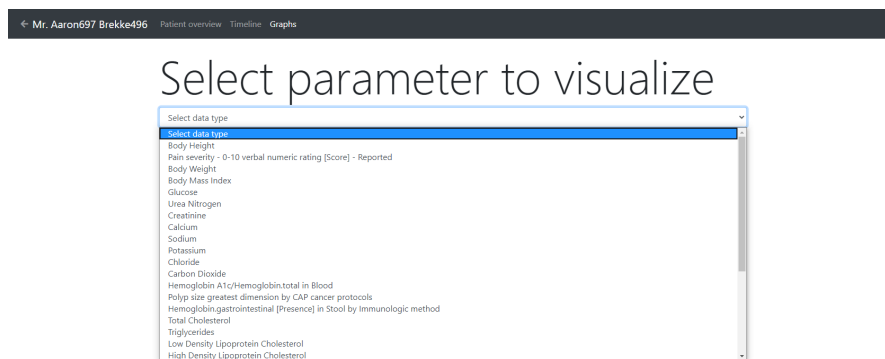 ← Mr. Aaron697 Brekke496 Patient overview Timeline Graphs
Select parameter to visualize
Select data type
Select data type
Body Height
Pain severity - 0-10 verbal numeric rating [Score] - Reported
Body Weight
Body Mass Index
Glucose
Urea Nitrogen
Creatinine
Calcium
Sodium
Potassium
Chloride
Carbon Dioxide
Hemoglobin A1c/Hemoglobin.total in Blood
Polyp size greatest dimension by CAP cancer protocols
Hemoglobin.gastrointestinal [Presence] in Stool by Immunologic method
Total Cholesterol
Triglycerides
Low Density Lipoprotein Cholesterol
High Density Lipoprotein Cholesterol